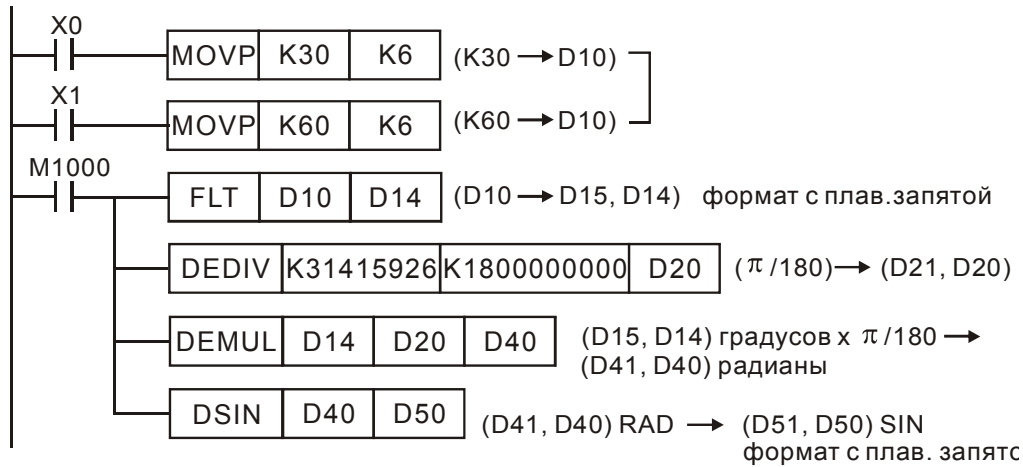 X0
MOVP K30 K6 (K30 → D10)
X1
MOVP K60 K6 (K60 → D10)
M1000
FLT D10 D14 (D10 → D15, D14) формат с плав.запятой
DEDIV K31415926 K1800000000 D20 (π/180) → (D21, D20)
DEMUL D14 D20 D40 (D15, D14) градусов x π/180 →
(D41, D40) радианы
DSIN D40 D50 (D41, D40) RAD → (D51, D50) SIN
формат с плав. запято